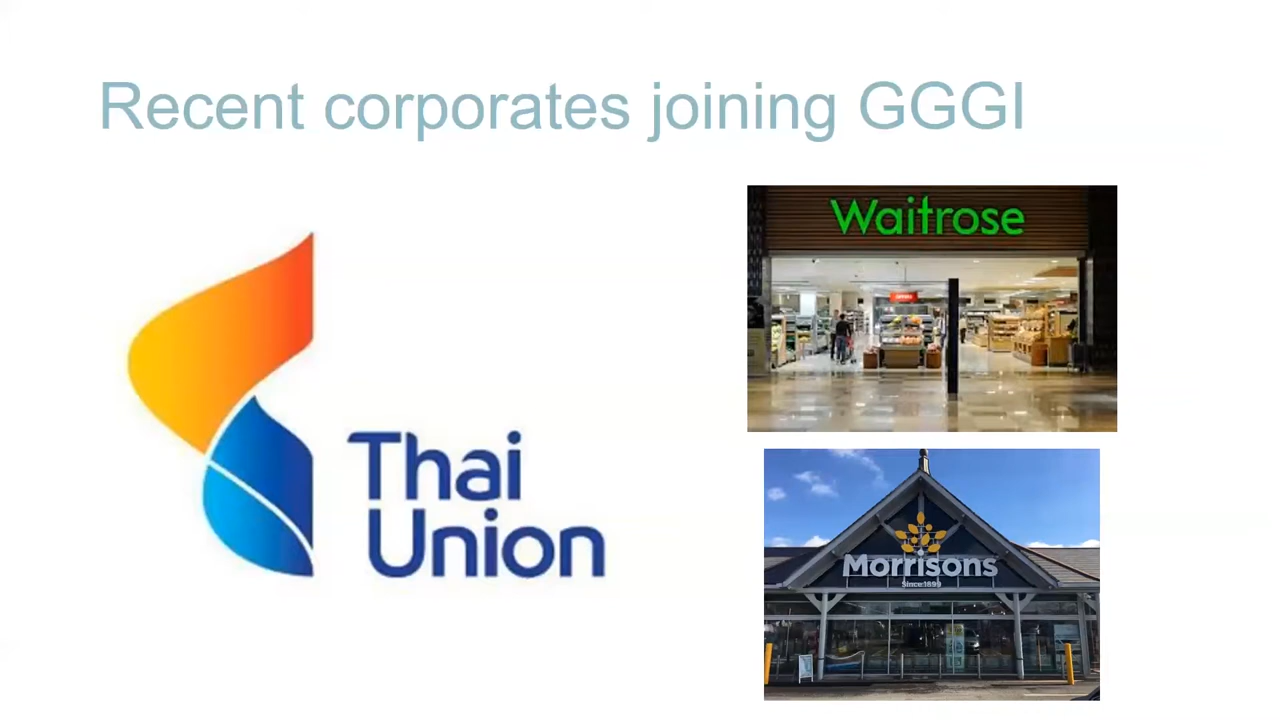 Recent corporates joining GGGI
Thai
Union
Waitrose
Morrisons
Since 1899